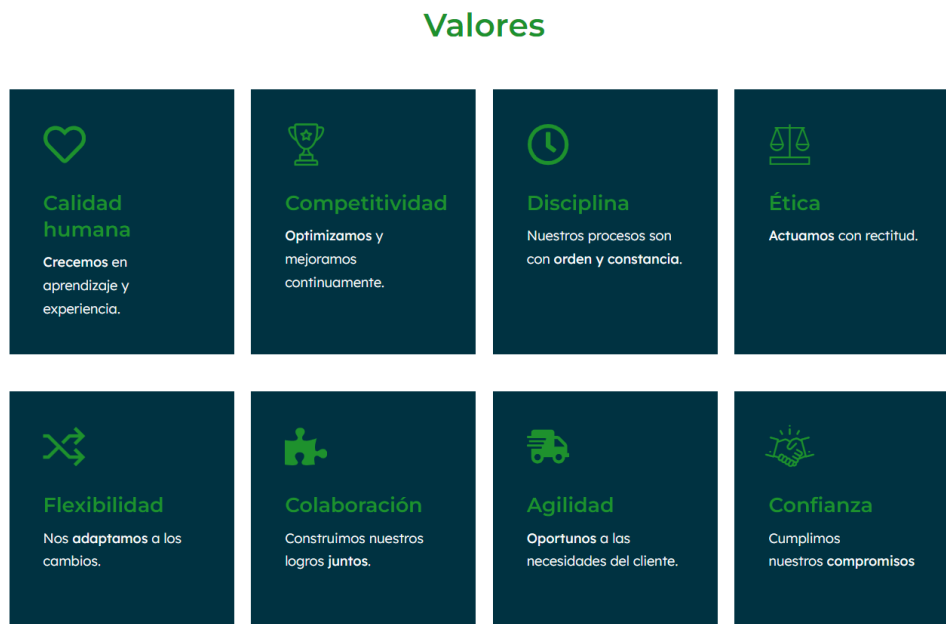 Valores
Calidad
humana
Crecemos en
aprendizaje y
experiencia.
Competitividad
Optimizamos y
mejoramos
continuamente.
Disciplina
Nuestros procesos son
con orden y constancia.
Ética
Actuamos con rectitud.
Flexibilidad
Nos adaptamos a los
cambios.
Colaboración
Construimos nuestros
logros juntos.
Agilidad
Oportunos a las
necesidades del cliente.
Confianza
Cumplimos
nuestros compromisos